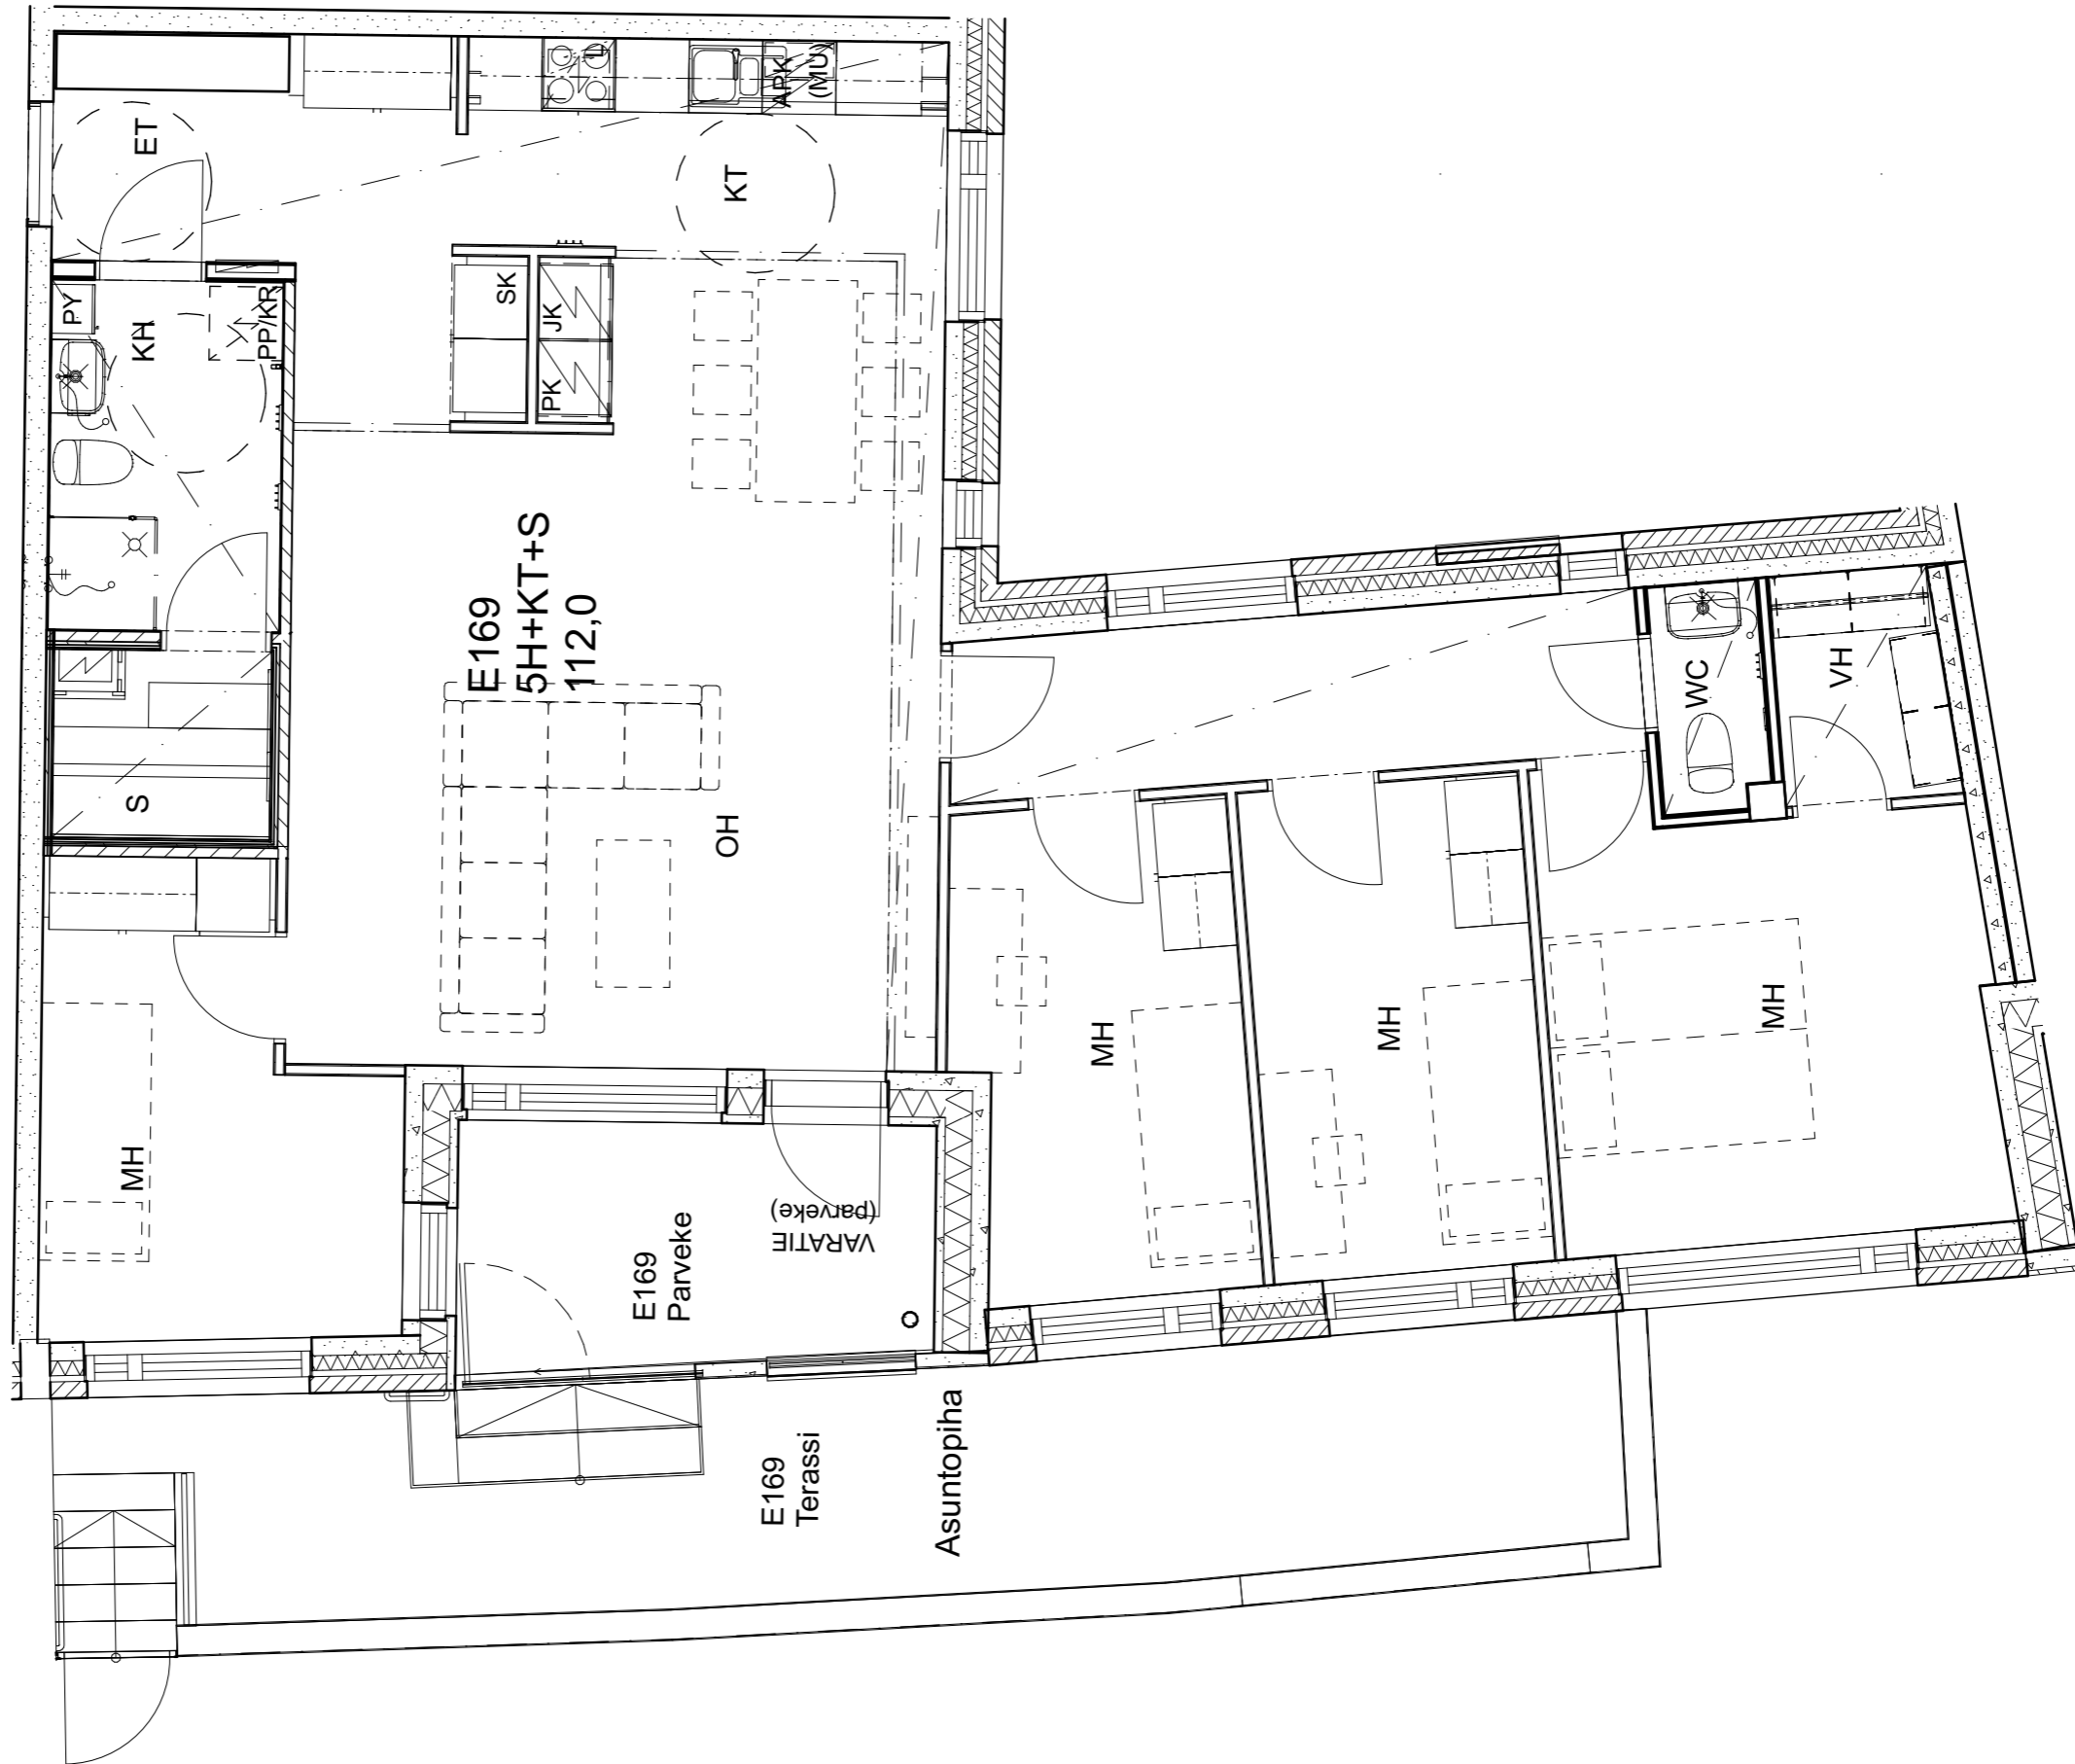 ET
KT
L
APK
(MU)
PY
KH
PP/KR
SK
JK
PK
E169
5H+KT+S
112,0
S
OH
WC
VH
MH
MH
MH
MH
E169
Parveke
VARATIE
(parveke)
E169
Terassi
Asuntopiha